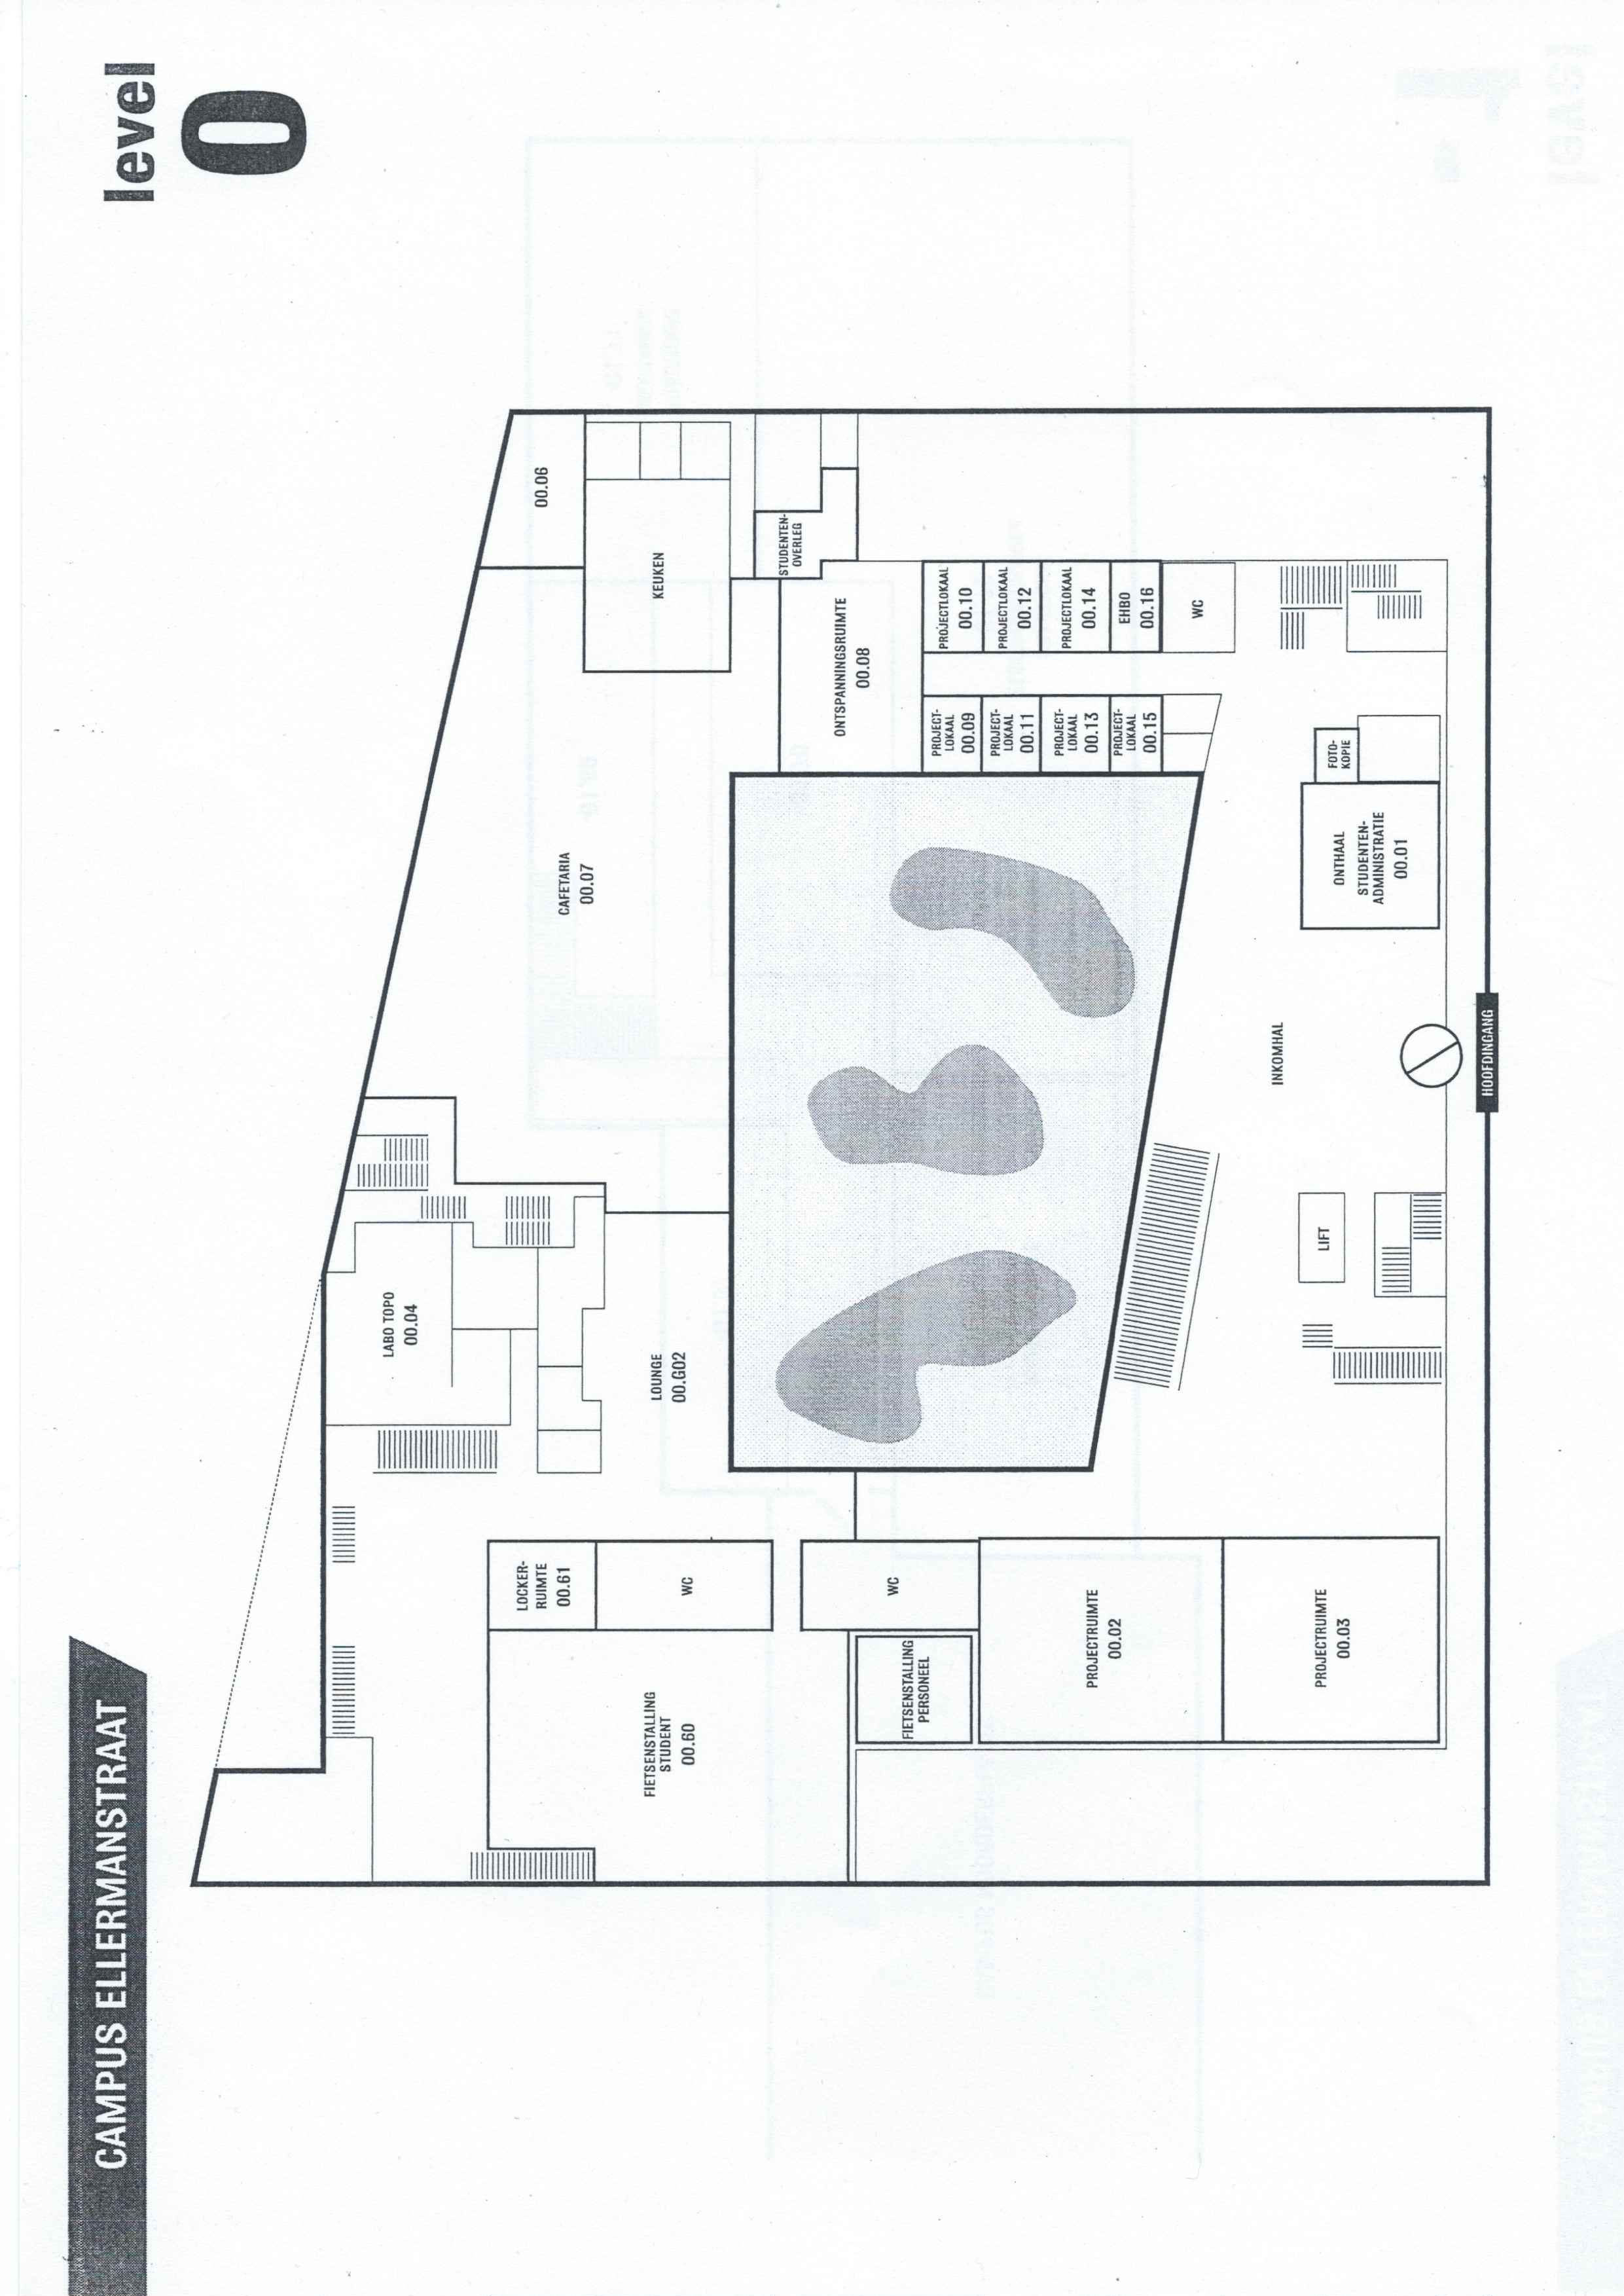 CAMPUS ELLERMANSTRAAT
level
0
LABO TOPO
00.04
LOCKER-
RUIMTE
00.61
00.06
CAFETARIA
00.07
FIETSENSTALLING
STUDENT
00.60
WC
LOUNGE
00.G02
KEUKEN
STUDENTEN-
OVERLEG
ONTSPANNINGSRUIMTE
00.08
FIETSENSTALLING
PERSONEEL
WC
PROJECT-
LOKAAL
00.09
PROJECTLOKAAL
00.10
PROJECT-
LOKAAL
00.11
PROJECTLOKAAL
00.12
PROJECT-
LOKAAL
00.13
PROJECTLOKAAL
00.14
PROJECT-
LOKAAL
00.15
EHBO
00.16
WC
PROJECTRUIMTE
00.02
PROJECTRUIMTE
00.03
INKOMHAL
LIFT
ONTHAAL
STUDENTEN-
ADMINISTRATIE
00.01
FOTO-
KOPIE
HOOFDINGANG